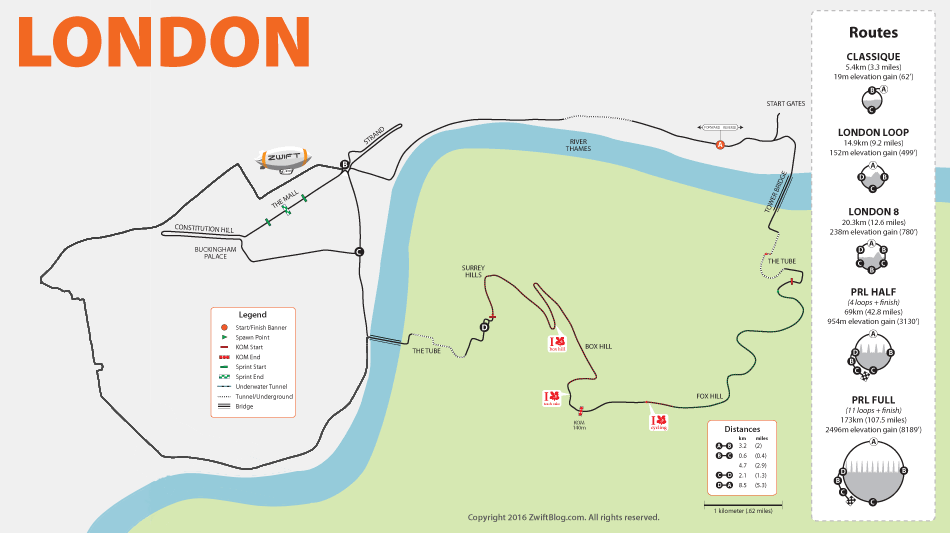 LONDON
START GATES
STRAND
RIVER
THAMES
ZWIFT
B
A
THE MALL
TOWER BRIDGE
CONSTITUTION HILL
BUCKINGHAM
PALACE
C
THE TUBE
SURREY
HILLS
D
THE TUBE
BOX HILL
FOX HILL
I
box hill
I
I
cycling
KOM
Legend
Start/Finish Banner
Spawn Point
KOM Start
KOM End
Sprint Start
Sprint End
Underwater Tunnel
Tunnel/Underground
Bridge
Distances
km miles
A B 3.2 (2)
B C 0.6 (0.4)
4.7 (2.9)
C D 2.1 (1.3)
D A 8.5 (5.3)
1 kilometer (.62 miles)
Copyright 2016 ZwiftBlog.com. All rights reserved.
Routes
CLASSIQUE
5.4km (3.3 miles)
19m elevation gain (62')
B A
LONDON LOOP
14.9km (9.2 miles)
152m elevation gain (499')
A
D B
C
LONDON 8
20.3km (12.6 miles)
238m elevation gain (780')
A
D B
C C
B
PRL HALF
(4 loops + finish)
69km (42.8 miles)
954m elevation gain (3130')
A
D B
B
C C
PRL FULL
(11 loops + finish)
173km (107.5 miles)
2496m elevation gain (8189')
A
D B
B
C
C